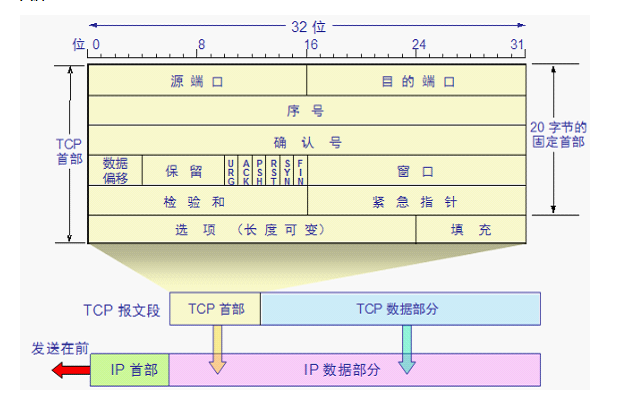 32 位
位 0 8 16 24 31
源端口 目的端口
序号
TCP
首部
确认号
20 字节的
固定首部
数据
偏移
保留
URG
ACK
PSH
RST
SYN
FIN
窗口
检验和 紧急指针
选项 (长度可变) 填充
TCP 报文段 TCP 首部 TCP 数据部分
发送在前
IP 首部 IP 数据部分